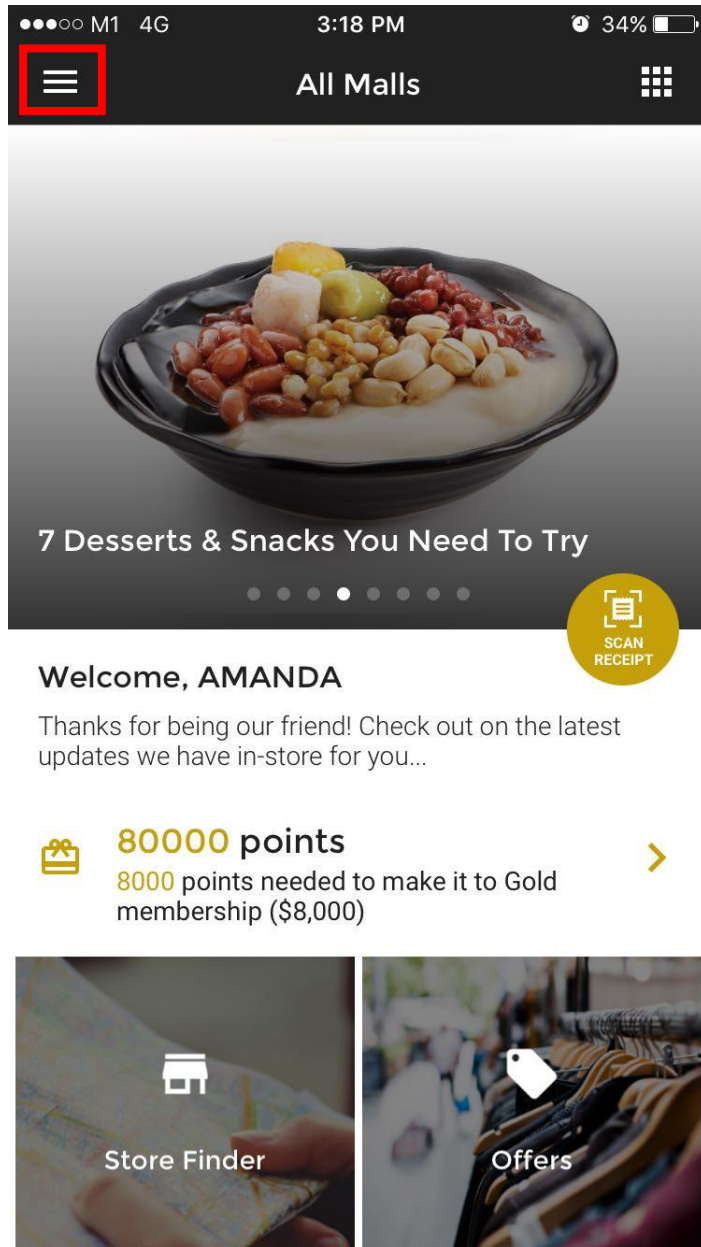 M1 4G 3:18 PM 34%
All Malls
7 Desserts & Snacks You Need To Try
SCAN
RECEIPT
Welcome, AMANDA
Thanks for being our friend! Check out on the latest
updates we have in-store for you...
80000 points
8000 points needed to make it to Gold
membership ($8,000)
Store Finder
Offers